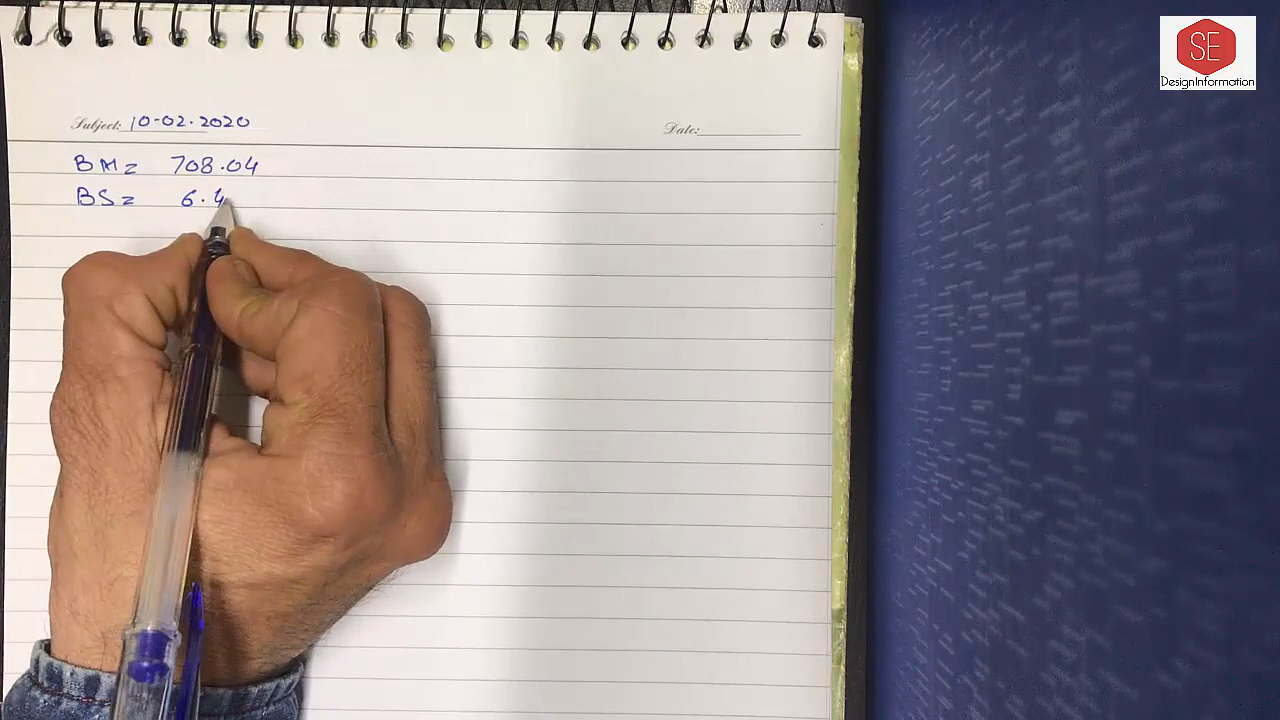 SE
DesignInformation
Subject: 10-02.2020
Date:
BM= 708.04
BS= 6.4